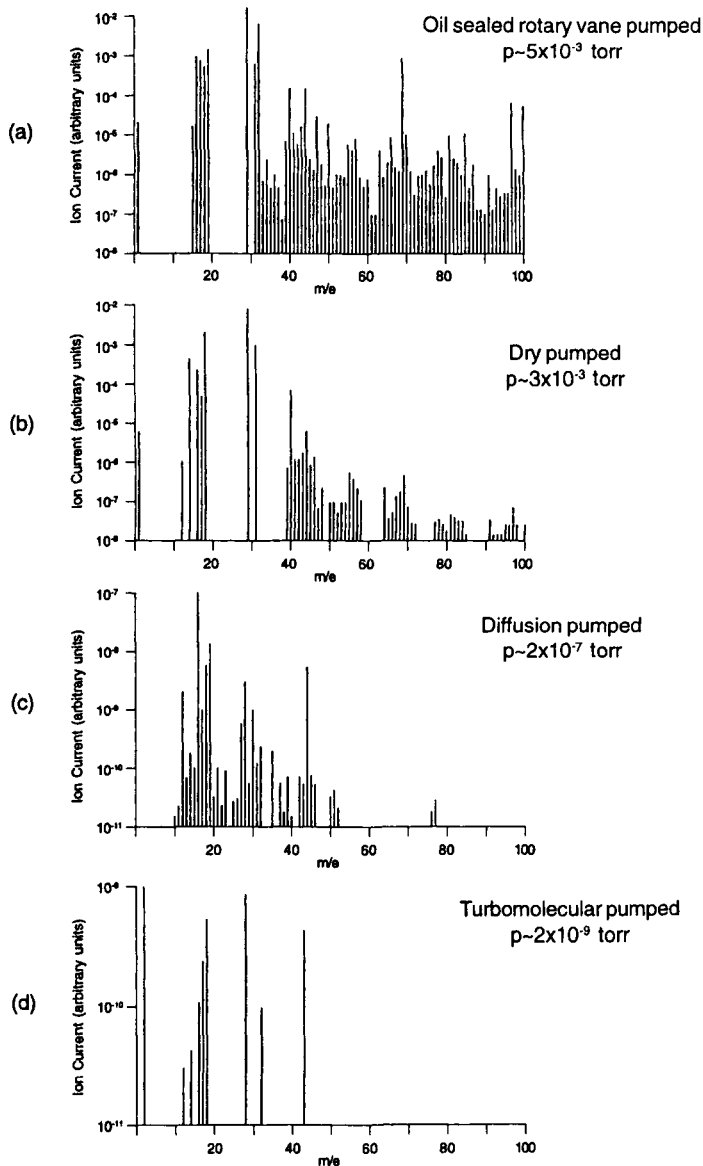 Oil sealed rotary vane pumped
p~5x10⁻³ torr
(a)
Ion Current (arbitrary units)
10⁻²
10⁻³
10⁻⁴
10⁻⁵
10⁻⁶
10⁻⁷
10⁻⁸
20 40 60 80 100
m/e
Dry pumped
p~3x10⁻³ torr
(b)
Ion Current (arbitrary units)
10⁻²
10⁻³
10⁻⁴
10⁻⁵
10⁻⁶
10⁻⁷
10⁻⁸
20 40 60 80 100
m/e
Diffusion pumped
p~2x10⁻⁷ torr
(c)
Ion Current (arbitrary units)
10⁻⁷
10⁻⁸
10⁻⁹
10⁻¹⁰
10⁻¹¹
20 40 60 80 100
m/e
Turbomolecular pumped
p~2x10⁻⁹ torr
(d)
Ion Current (arbitrary units)
10⁻⁹
10⁻¹⁰
10⁻¹¹
20 40 60 80 100
m/e